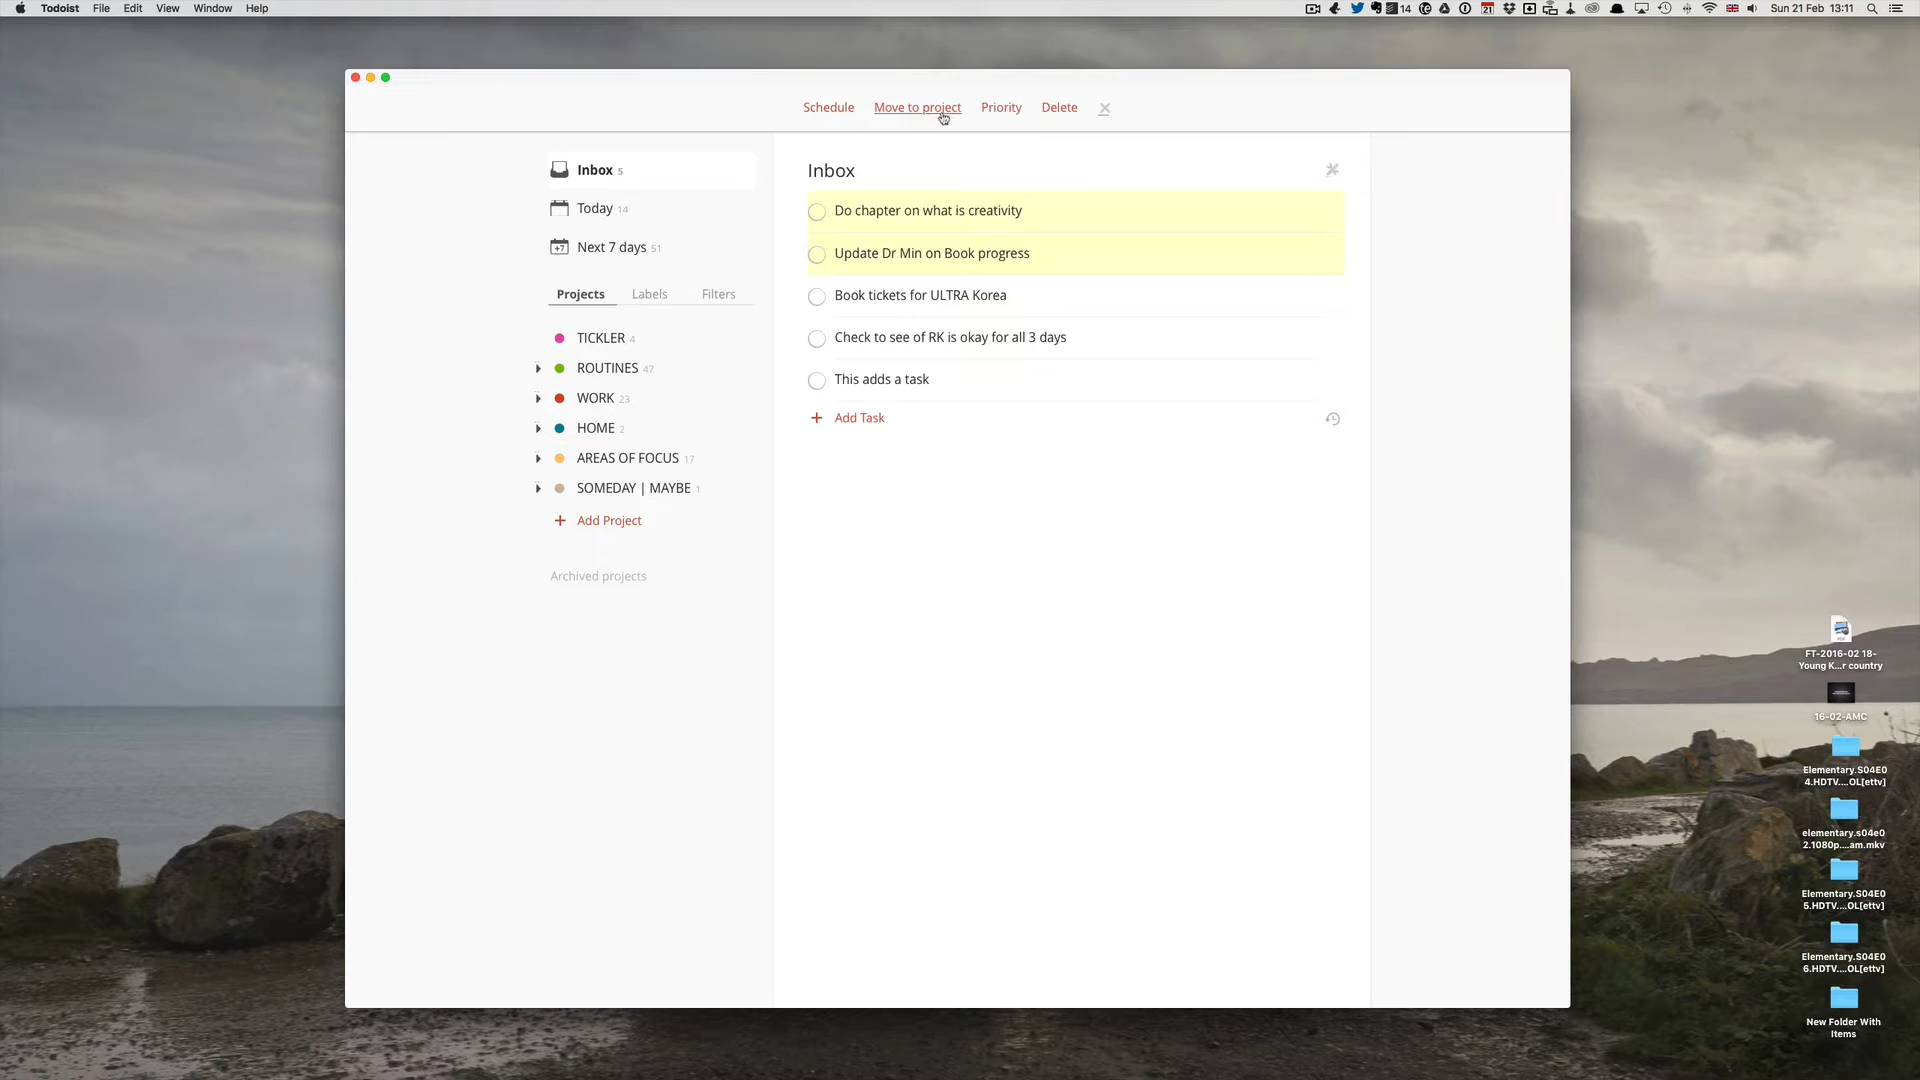 Todoist File Edit View Window Help
14
21
Sun 21 Feb 13:11
Schedule Move to project Priority Delete
Inbox 5
Today 14
+7 Next 7 days 51
Projects Labels Filters
TICKLER 4
ROUTINES 47
WORK 23
HOME 2
AREAS OF FOCUS 17
SOMEDAY | MAYBE 1
+ Add Project
Archived projects
Inbox
Do chapter on what is creativity
Update Dr Min on Book progress
Book tickets for ULTRA Korea
Check to see of RK is okay for all 3 days
This adds a task
+ Add Task
FT-2016-02 18-
Young K...r country
16-02-AMC
Elementary.S04E0
4.HDTV....OL[ettv]
elementary.s04e0
2.1080p....am.mkv
Elementary.S04E0
5.HDTV....OL[ettv]
Elementary.S04E0
6.HDTV....OL[ettv]
New Folder With
Items